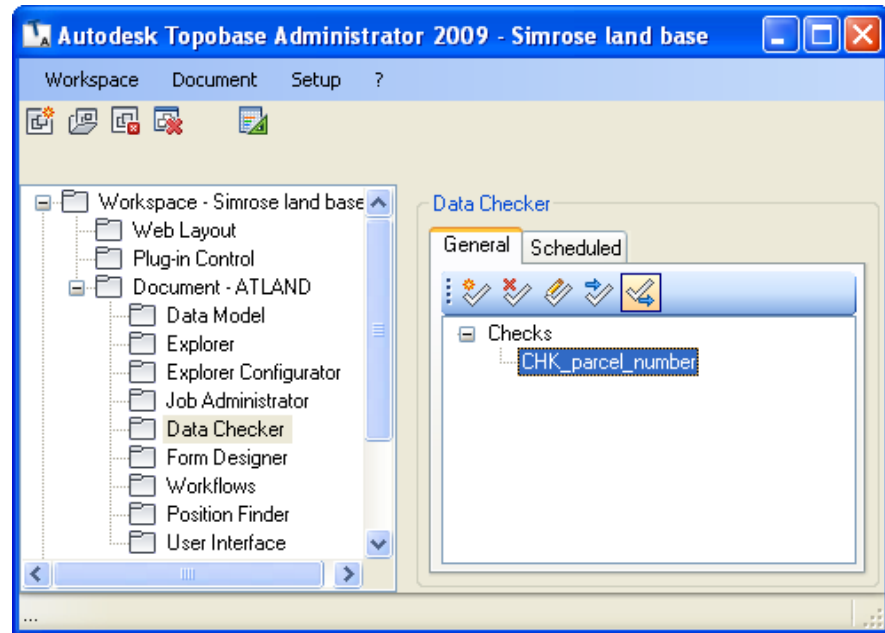 Autodesk Topobase Administrator 2009 - Simrose land base
Workspace Document Setup ?
Workspace - Simrose land base
Web Layout
Plug-in Control
Document - ATLAND
Data Model
Explorer
Explorer Configurator
Job Administrator
Data Checker
Form Designer
Workflows
Position Finder
User Interface
Data Checker
General Scheduled
Checks
CHK_parcel_number
...